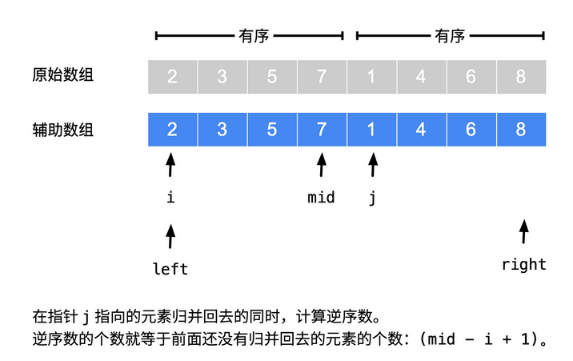 有序 有序
原始数组 2 3 5 7 1 4 6 8
辅助数组 2 3 5 7 1 4 6 8
i mid j
left right
在指针 j 指向的元素归并回去的同时，计算逆序数。
逆序数的个数就等于前面还没有归并回去的元素的个数：(mid - i + 1)。